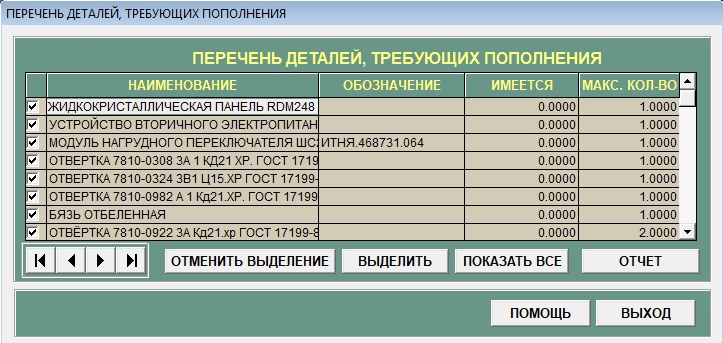 ПЕРЕЧЕНЬ ДЕТАЛЕЙ, ТРЕБУЮЩИХ ПОПОЛНЕНИЯ
ПЕРЕЧЕНЬ ДЕТАЛЕЙ, ТРЕБУЮЩИХ ПОПОЛНЕНИЯ
НАИМЕНОВАНИЕ ОБОЗНАЧЕНИЕ ИМЕЕТСЯ МАКС. КОЛ-ВО
ЖИДКОКРИСТАЛЛИЧЕСКАЯ ПАНЕЛЬ RDM248 0.0000 1.0000
УСТРОЙСТВО ВТОРИЧНОГО ЭЛЕКТРОПИТАН 0.0000 1.0000
МОДУЛЬ НАГРУДНОГО ПЕРЕКЛЮЧАТЕЛЯ ШС ИТНЯ.468731.064 0.0000 1.0000
ОТВЕРТКА 7810-0308 ЗА 1 КД21 ХР. ГОСТ 17199 0.0000 1.0000
ОТВЕРТКА 7810-0324 3В1 Ц15.ХР ГОСТ 17199- 0.0000 1.0000
ОТВЕРТКА 7810-0982 А 1 Кд21.ХР. ГОСТ 17199 0.0000 1.0000
БЯЗЬ ОТБЕЛЕННАЯ 0.0000 1.0000
ОТВЁРТКА 7810-0922 ЗА Кд21.хр ГОСТ 17199-8 0.0000 2.0000
ОТМЕНИТЬ ВЫДЕЛЕНИЕ ВЫДЕЛИТЬ ПОКАЗАТЬ ВСЕ ОТЧЕТ
ПОМОЩЬ ВЫХОД